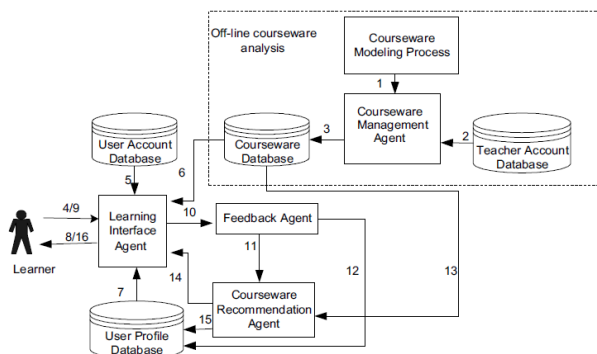 Off-line courseware
analysis
Courseware
Modeling Process
1
Courseware
Management
Agent
2
Teacher Account
Database
3
Courseware
Database
User Account
Database
6
5
4/9
Learning
Interface
Agent
10
Feedback Agent
8/16
Learner
11
12
13
14
7
Courseware
Recommendation
Agent
15
User Profile
Database